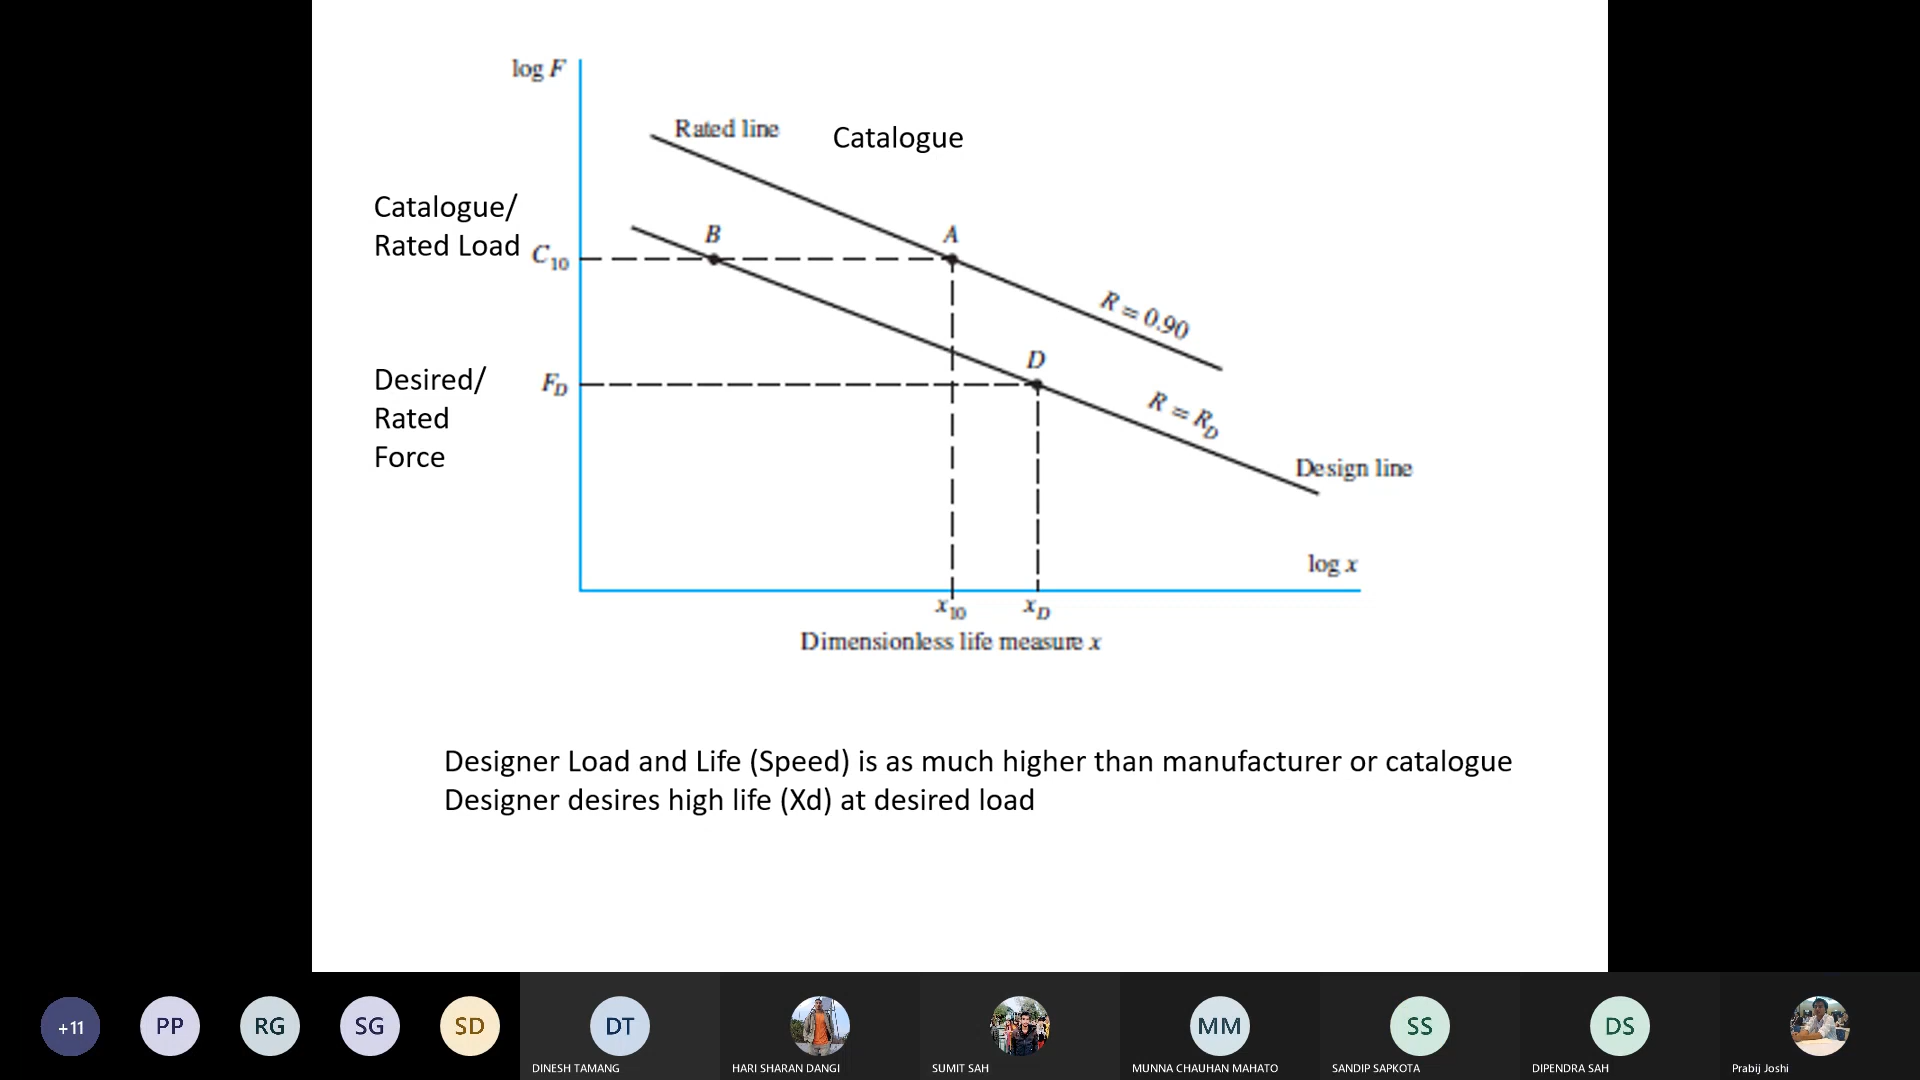 log F
Rated line
Catalogue
Catalogue/
Rated Load
C10
B
A
R = 0.90
Desired/
Rated
Force
FD
D
R = RD
Design line
log x
x10
xD
Dimensionless life measure x
Designer Load and Life (Speed) is as much higher than manufacturer or catalogue
Designer desires high life (Xd) at desired load
+11
PP
RG
SG
SD
DT
MM
SS
DS
DINESH TAMANG
HARI SHARAN DANGI
SUMIT SAH
MUNNA CHAUHAN MAHATO
SANDIP SAPKOTA
DIPENDRA SAH
Prabij Joshi